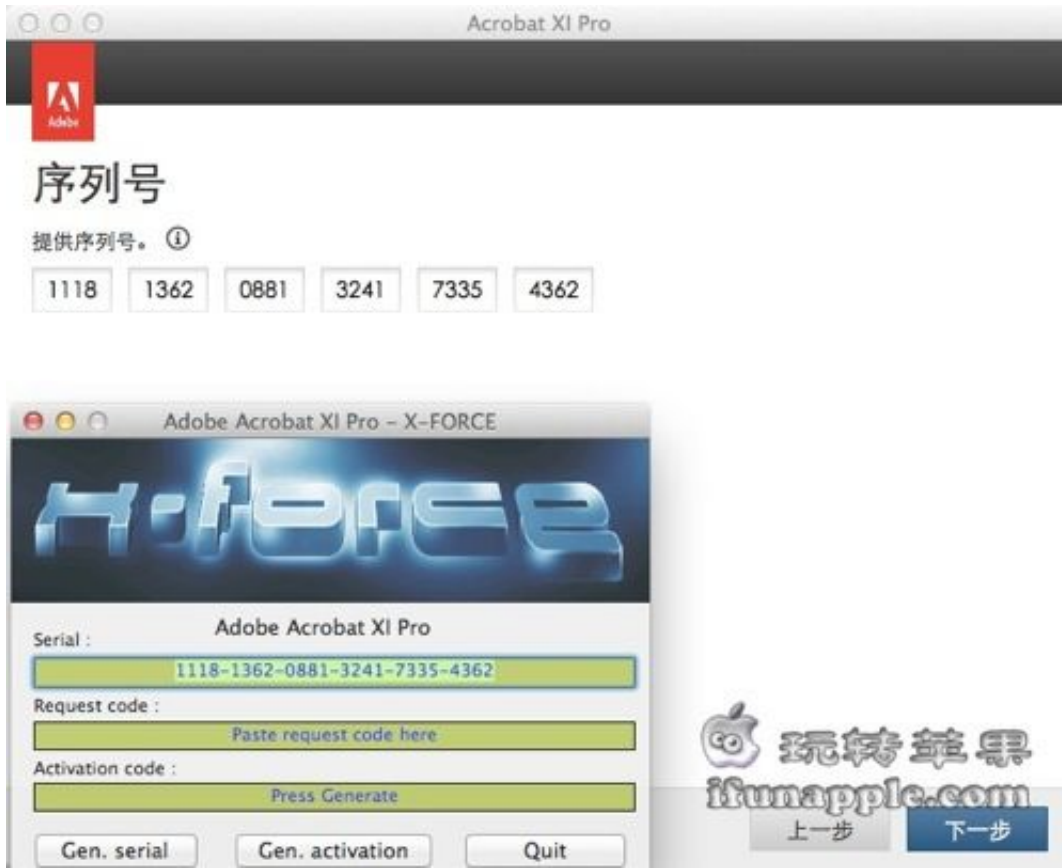 Acrobat XI Pro
Adobe
序列号
提供序列号。
1118 1362 0881 3241 7335 4362
Adobe Acrobat XI Pro – X-FORCE
x-force
Adobe Acrobat XI Pro
Serial :
1118-1362-0881-3241-7335-4362
Request code :
Paste request code here
Activation code :
Press Generate
Gen. serial Gen. activation Quit
玩转苹果
ifunapple.com
上一步 下一步